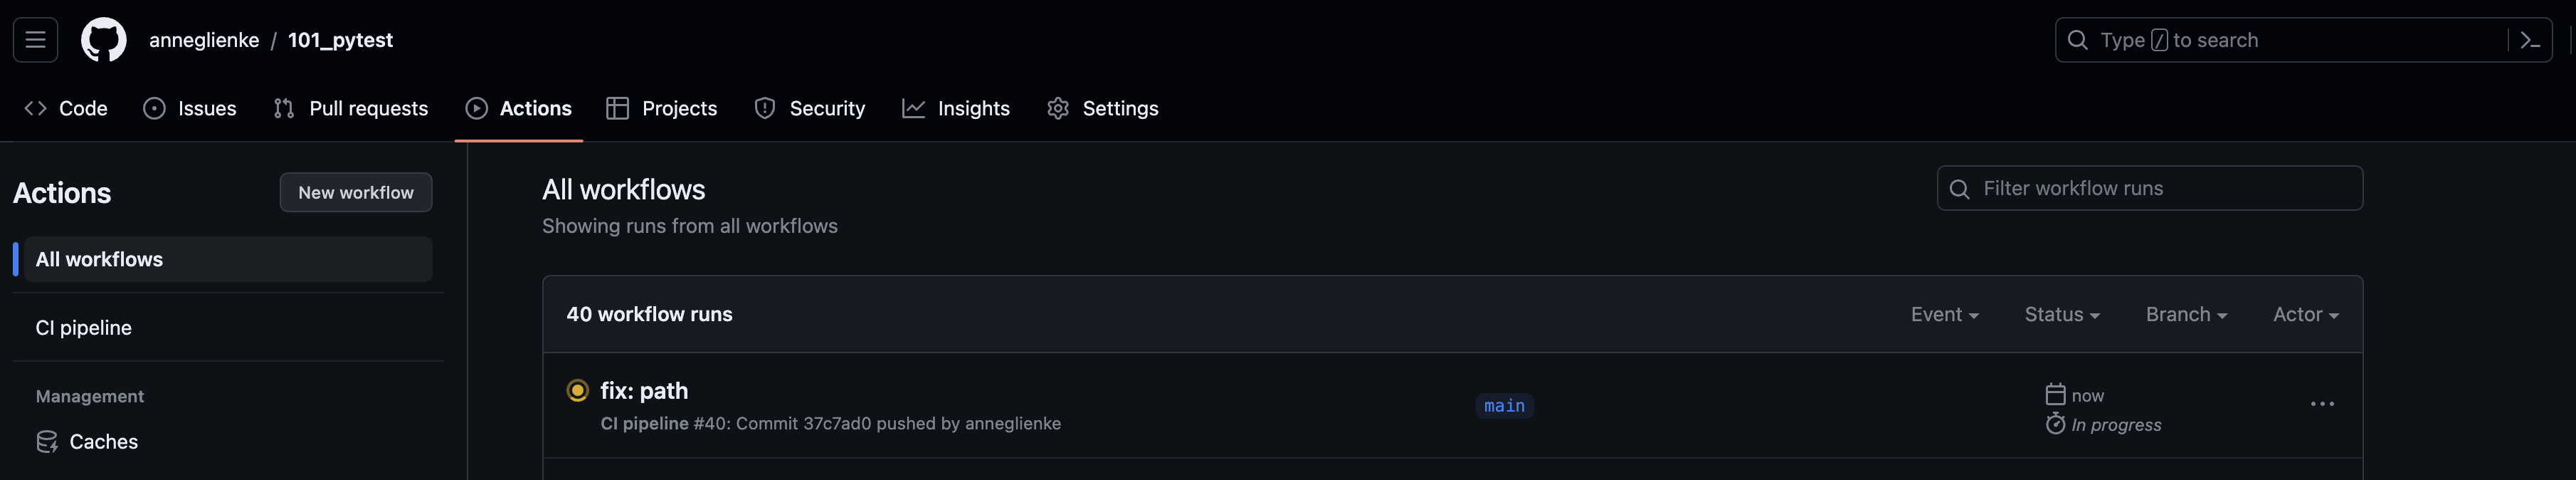 anneglienke / 101_pytest
Type / to search
Code Issues Pull requests Actions Projects Security Insights Settings
Actions
New workflow
All workflows
CI pipeline
Management
Caches
All workflows
Showing runs from all workflows
Filter workflow runs
40 workflow runs
Event Status Branch Actor
fix: path
CI pipeline #40: Commit 37c7ad0 pushed by anneglienke
main
now
In progress